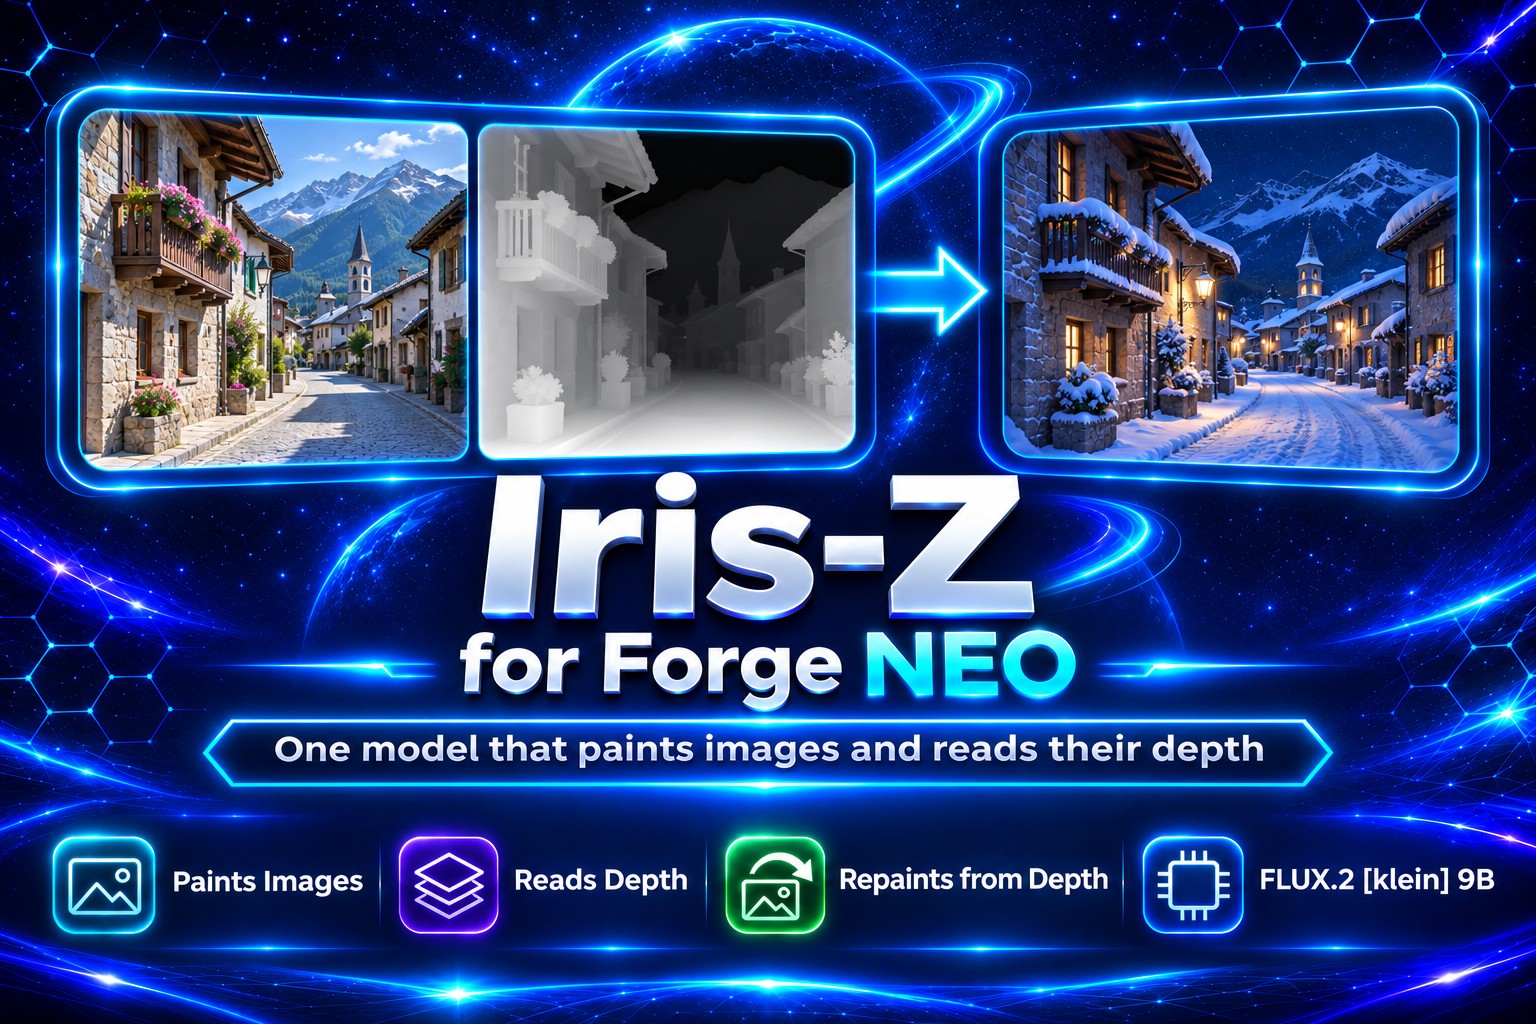 Iris-Z
for Forge NEO
One model that paints images and reads their depth
Paints Images
Reads Depth
Repaints from Depth
FLUX.2 [klein] 9B